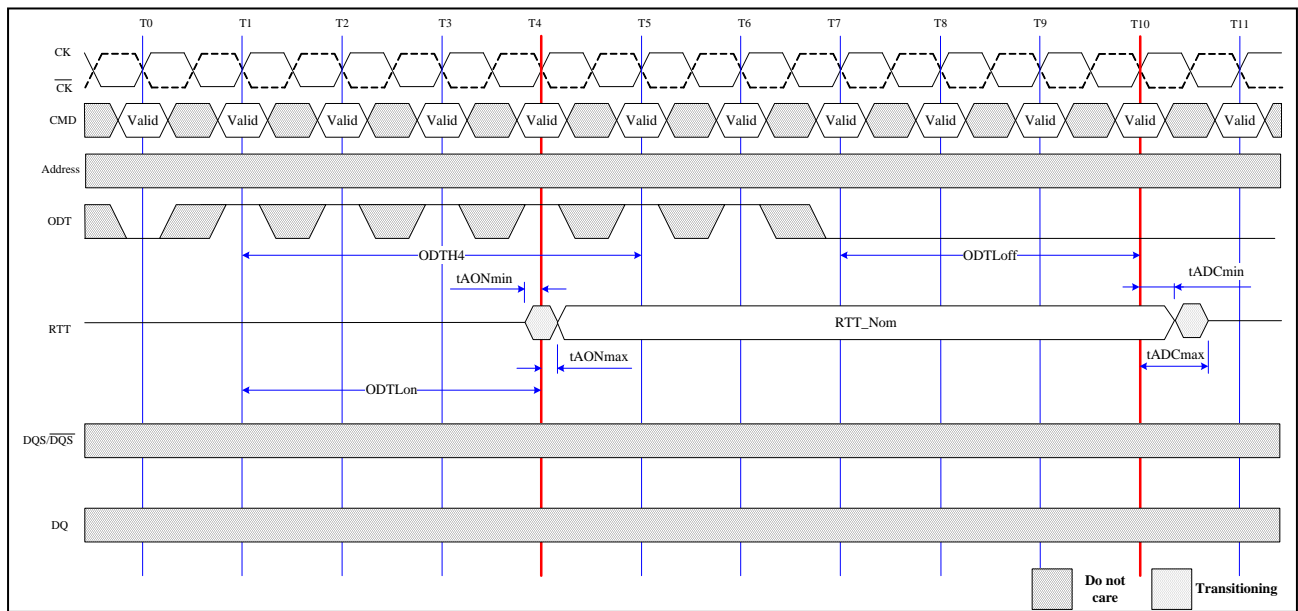 T0 T1 T2 T3 T4 T5 T6 T7 T8 T9 T10 T11
CK
CK
CMD Valid Valid Valid Valid Valid Valid Valid Valid Valid Valid Valid Valid
Address
ODT
ODTH4 ODTLoff
tAONmin tADCmin
RTT RTT_Nom
tAONmax tADCmax
ODTLon
DQS/DQS
DQ
Do not care Transitioning